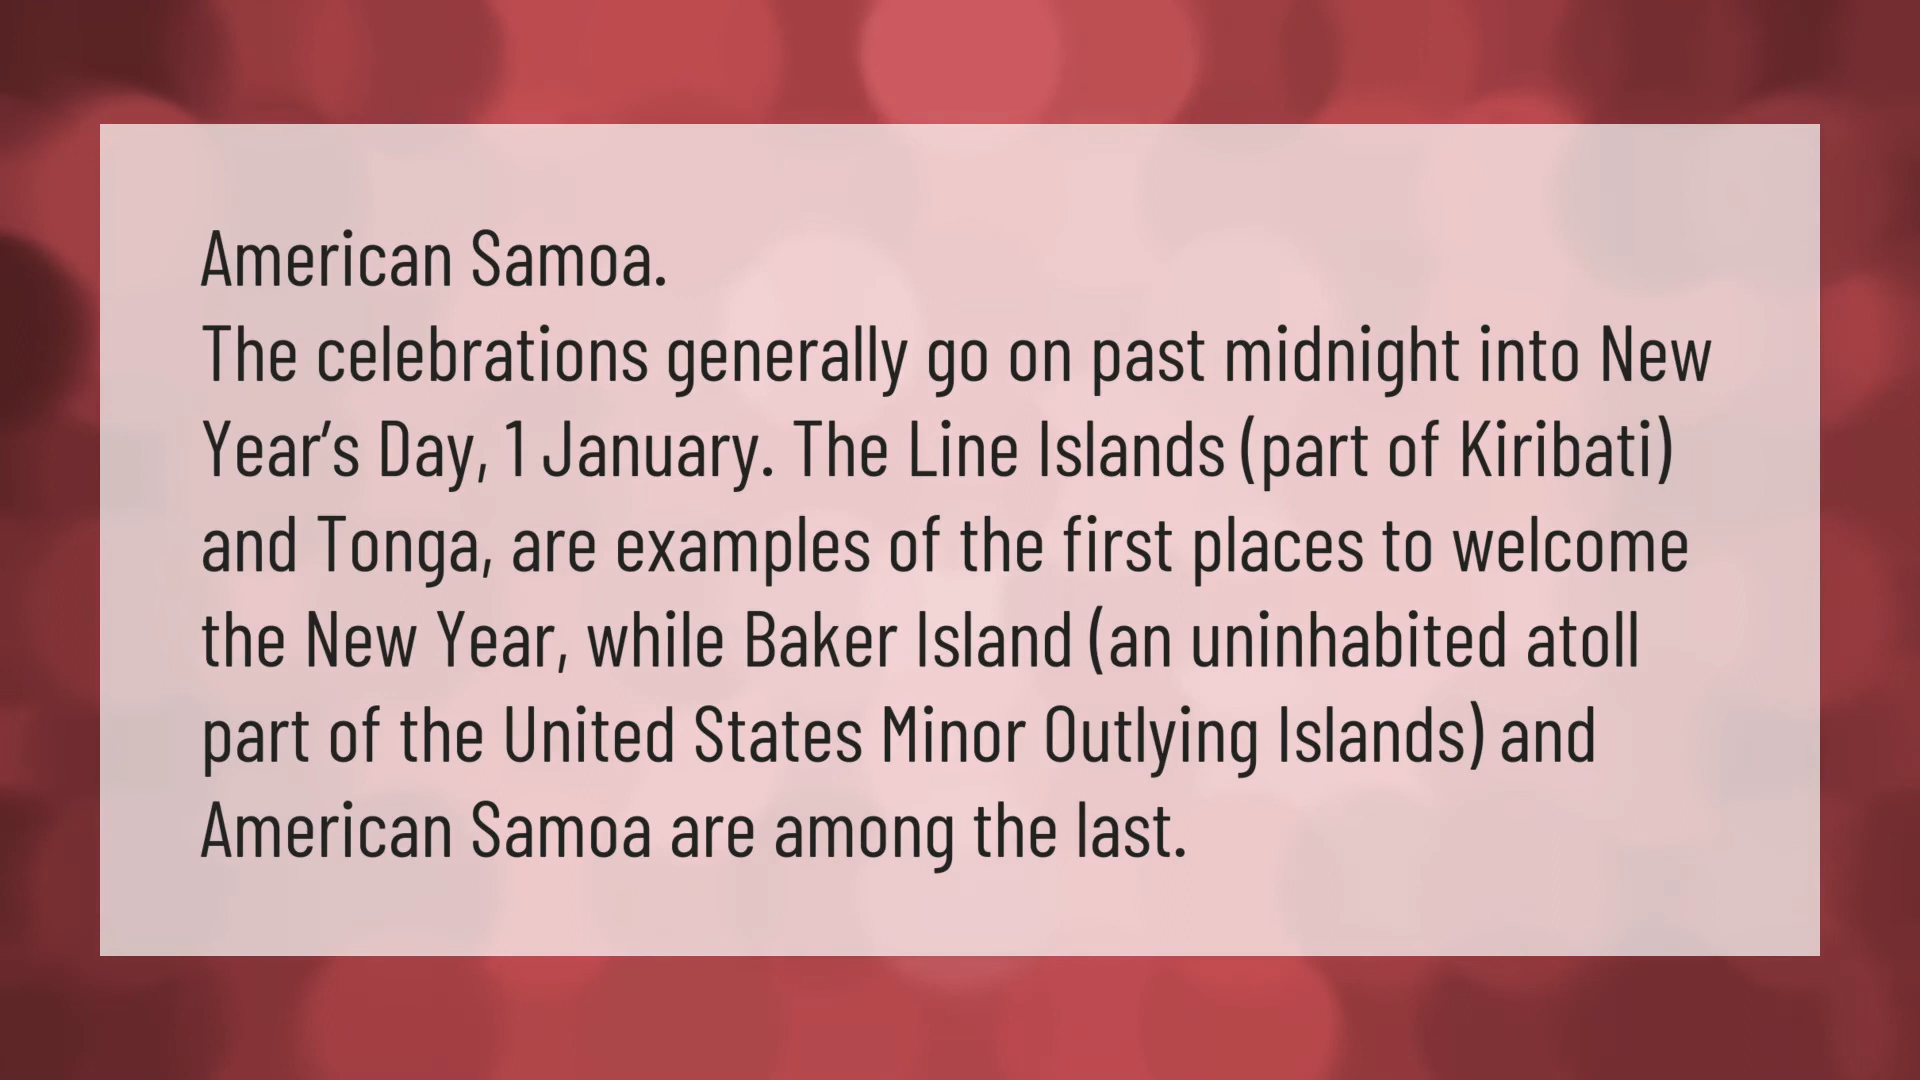 American Samoa.
The celebrations generally go on past midnight into New
Year’s Day, 1 January. The Line Islands (part of Kiribati)
and Tonga, are examples of the first places to welcome
the New Year, while Baker Island (an uninhabited atoll
part of the United States Minor Outlying Islands) and
American Samoa are among the last.